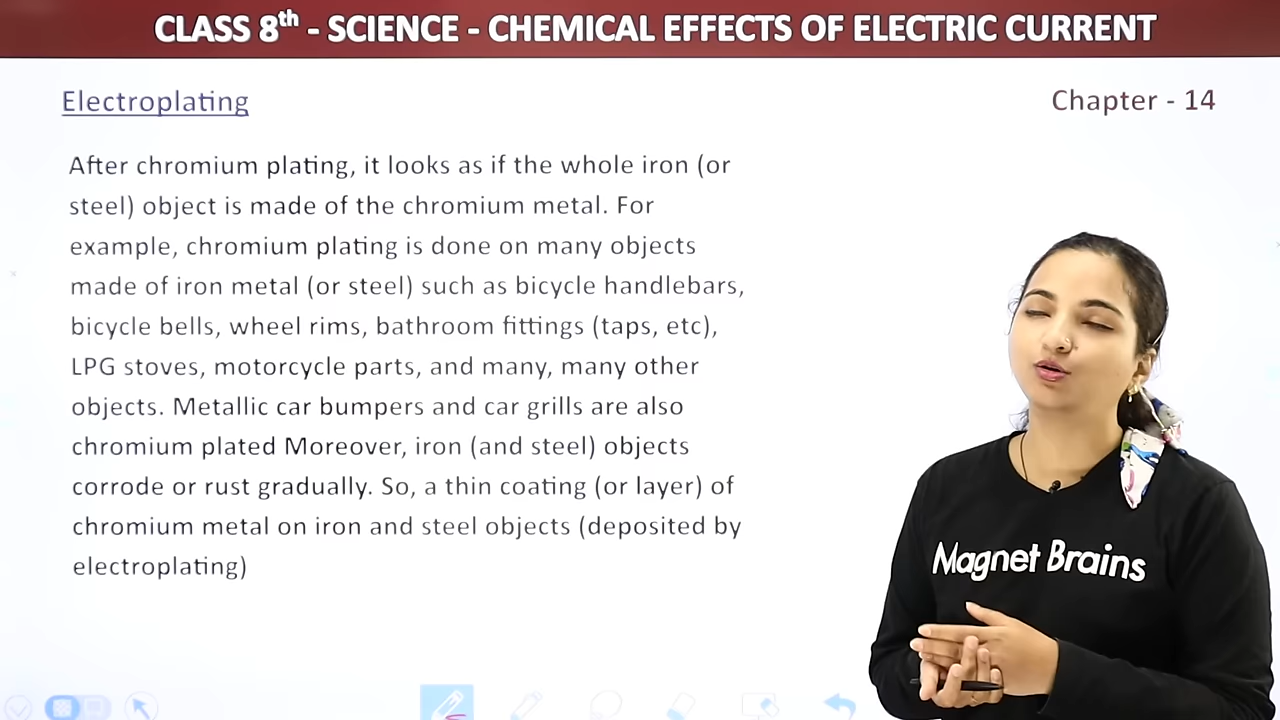 CLASS 8th - SCIENCE - CHEMICAL EFFECTS OF ELECTRIC CURRENT
Electroplating
Chapter - 14
After chromium plating, it looks as if the whole iron (or
steel) object is made of the chromium metal. For
example, chromium plating is done on many objects
made of iron metal (or steel) such as bicycle handlebars,
bicycle bells, wheel rims, bathroom fittings (taps, etc),
LPG stoves, motorcycle parts, and many, many other
objects. Metallic car bumpers and car grills are also
chromium plated Moreover, iron (and steel) objects
corrode or rust gradually. So, a thin coating (or layer) of
chromium metal on iron and steel objects (deposited by
electroplating)
Magnet Brains